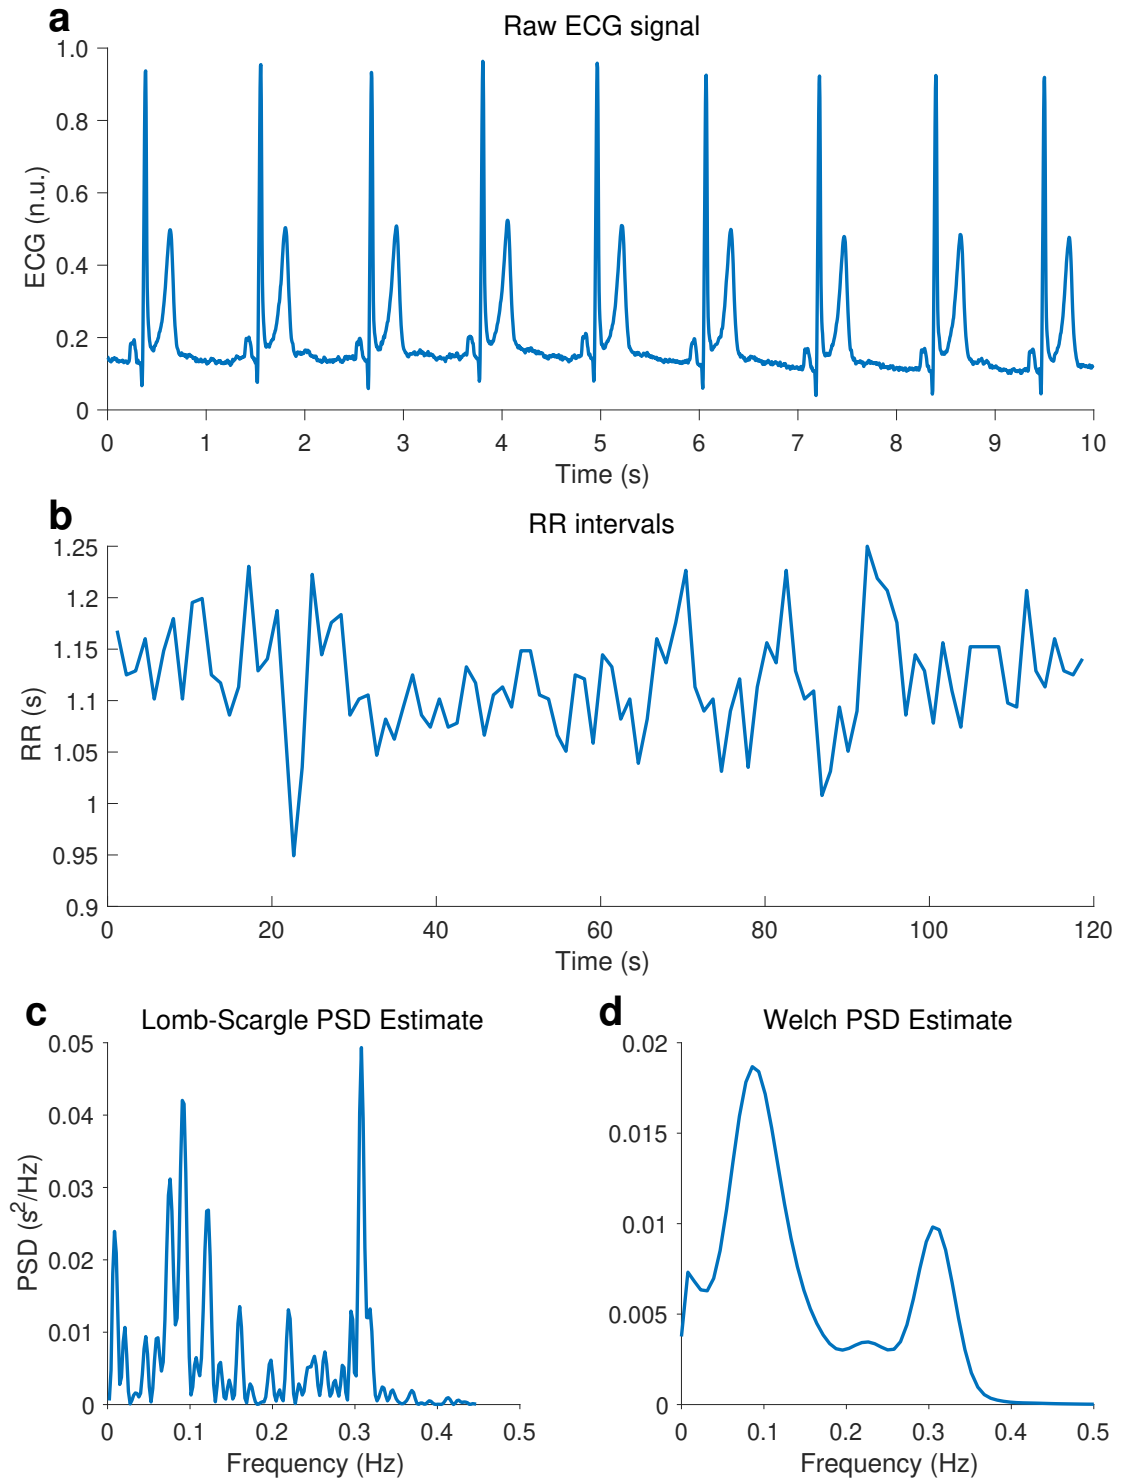 a
Raw ECG signal
1.0
0.8
0.6
0.4
0.2
0
ECG (n.u.)
0 1 2 3 4 5 6 7 8 9 10
Time (s)
b
RR intervals
1.25
1.2
1.15
1.1
1.05
1
0.95
0.9
RR (s)
0 20 40 60 80 100 120
Time (s)
c
Lomb-Scargle PSD Estimate
0.05
0.04
0.03
0.02
0.01
0
PSD (s²/Hz)
0 0.1 0.2 0.3 0.4 0.5
Frequency (Hz)
d
Welch PSD Estimate
0.02
0.015
0.01
0.005
0
0 0.1 0.2 0.3 0.4 0.5
Frequency (Hz)